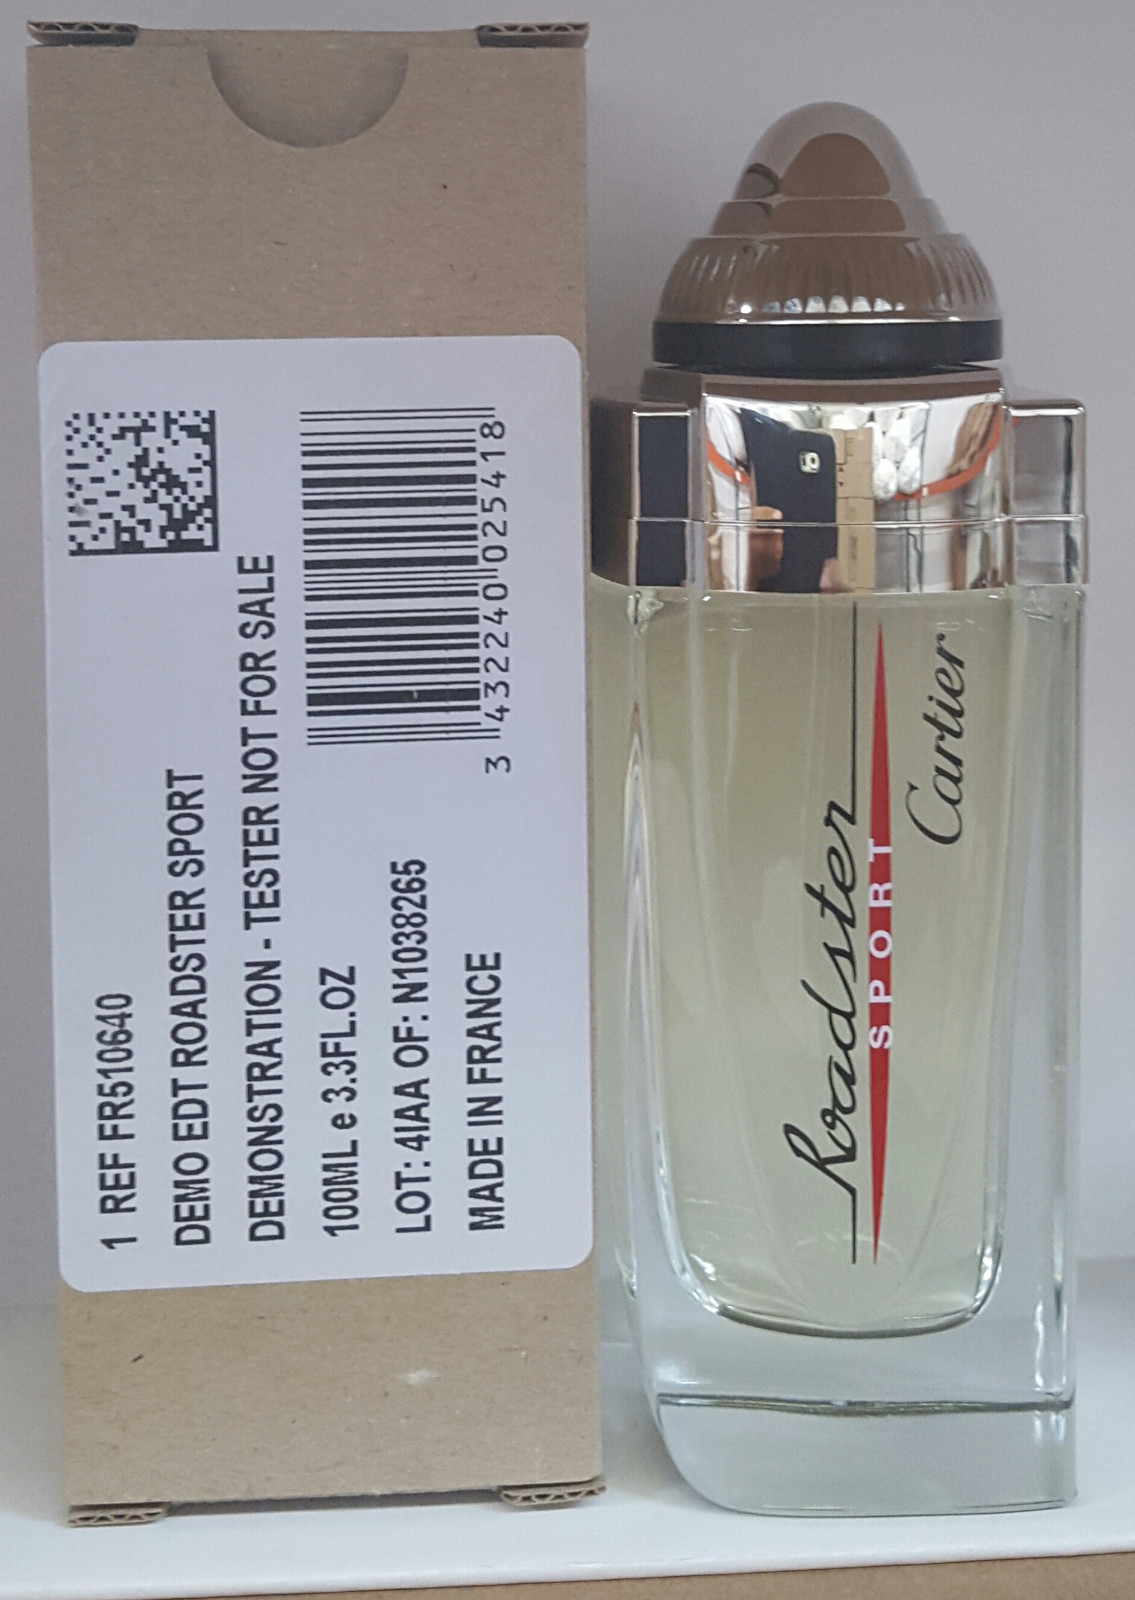 1 REF FR510640
DEMO EDT ROADSTER SPORT
DEMONSTRATION - TESTER NOT FOR SALE
100ML e 3.3FL.OZ
LOT: 4IAA OF: N1038265
MADE IN FRANCE
3 432240 025418
Roadster
SPORT
Cartier